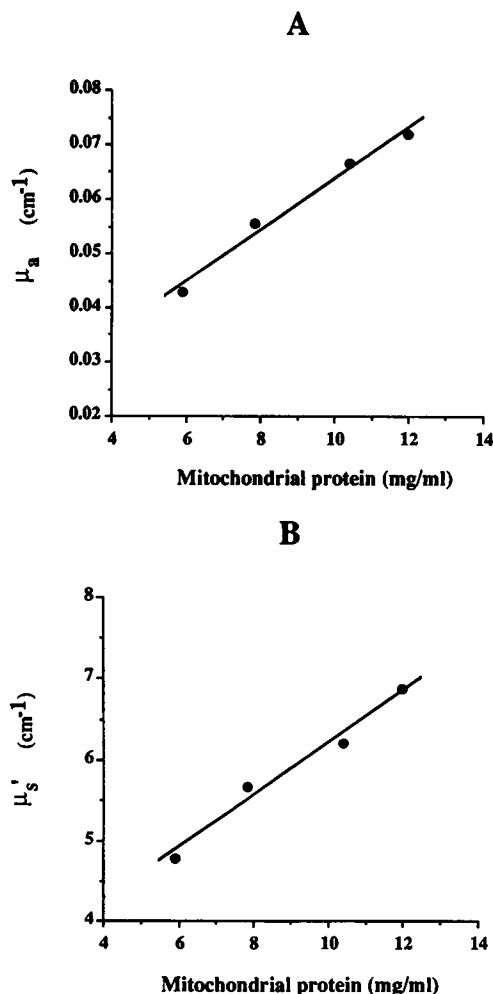 A
0.08
0.07
0.06
0.05
0.04
0.03
0.02
μa (cm-1)
4 6 8 10 12 14
Mitochondrial protein (mg/ml)
B
8
7
6
5
4
μs' (cm-1)
4 6 8 10 12 14
Mitochondrial protein (mg/ml)